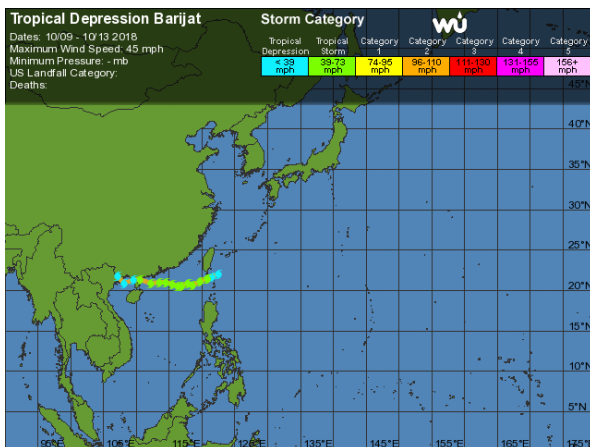 Tropical Depression Barijat
Dates: 10/09 - 10/13 2018
Maximum Wind Speed: 45 mph
Minimum Pressure: - mb
US Landfall Category:
Deaths:
Storm Category
wu
Tropical Depression
Tropical Storm
Category 1
Category 2
Category 3
Category 4
Category 5
< 39 mph
39-73 mph
74-95 mph
96-110 mph
111-130 mph
131-155 mph
156+ mph
45°N
40°N
35°N
30°N
25°N
20°N
15°N
10°N
5°N
95°E
105°E
115°E
125°E
135°E
145°E
155°E
165°E
175°E